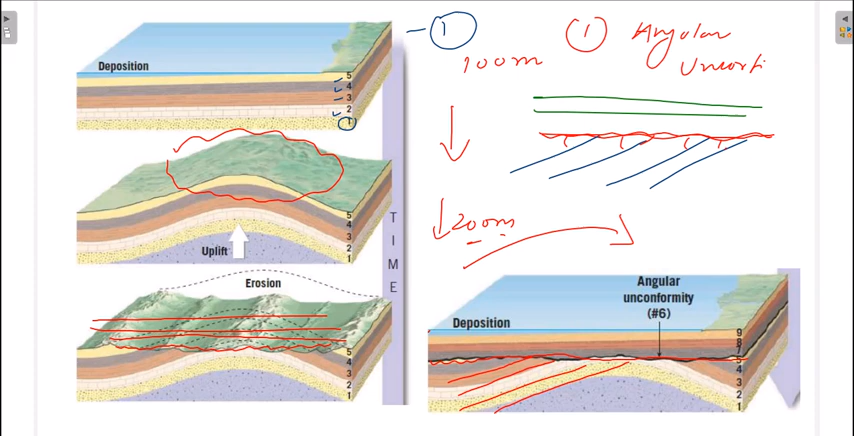 Deposition
5
4
3
2
1
Uplift
5
4
3
2
1
Erosion
5
4
3
2
1
TIME
1
100m
200m
1 Angular
Unconfi
Angular
unconformity
(#6)
Deposition
9
8
7
5
4
3
2
1